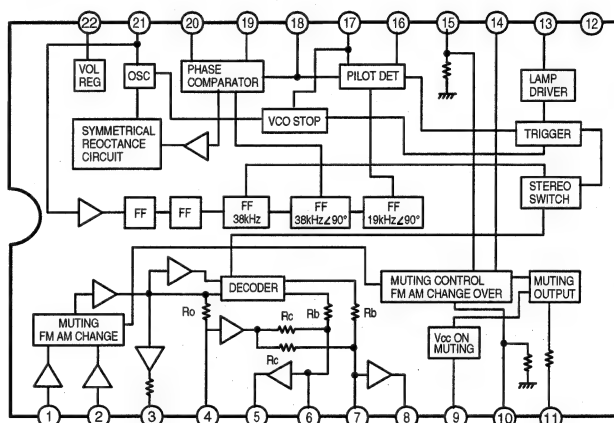 22 21 20 19 18 17 16 15 14 13 12
VOL
REG
OSC
PHASE
COMPARATOR
PILOT DET
LAMP
DRIVER
VCO STOP
TRIGGER
SYMMETRICAL
REOCTANCE
CIRCUIT
STEREO
SWITCH
FF
FF
FF
38kHz
FF
38kHz∠90°
FF
19kHz∠90°
DECODER
MUTING CONTROL
FM AM CHANGE OVER
MUTING
OUTPUT
Ro
Rc
Rb
Rb
MUTING
FM AM CHANGE
Vcc ON
MUTING
Rc
1 2 3 4 5 6 7 8 9 10 11